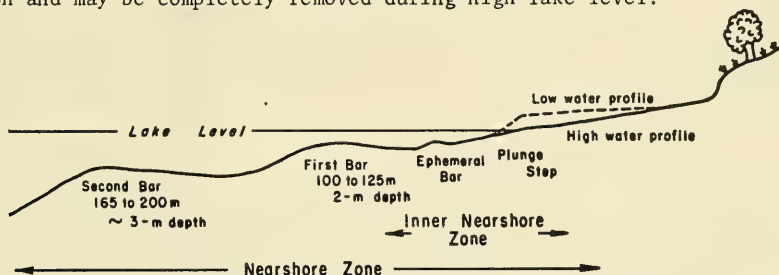 on and may be completely removed during high lake level.
Low water profile
Lake Level
High water profile
First Bar
100 to 125m
2-m depth
Ephemeral
Bar
Plunge
Step
Second Bar
165 to 200m
~ 3-m depth
Inner Nearshore
Zone
Nearshore Zone